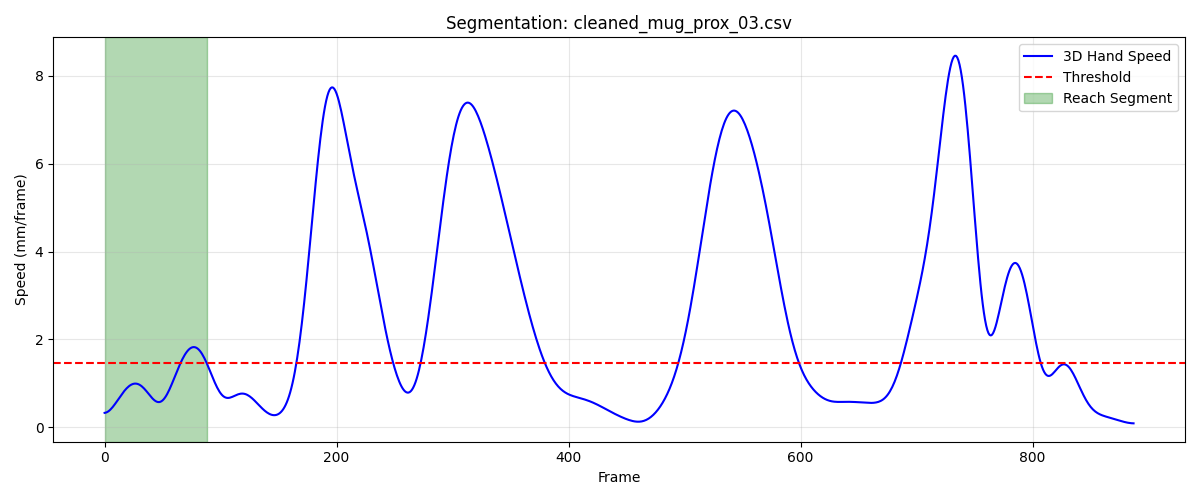 Segmentation: cleaned_mug_prox_03.csv
3D Hand Speed
Threshold
Reach Segment
Speed (mm/frame)
8
6
4
2
0
0 200 400 600 800
Frame